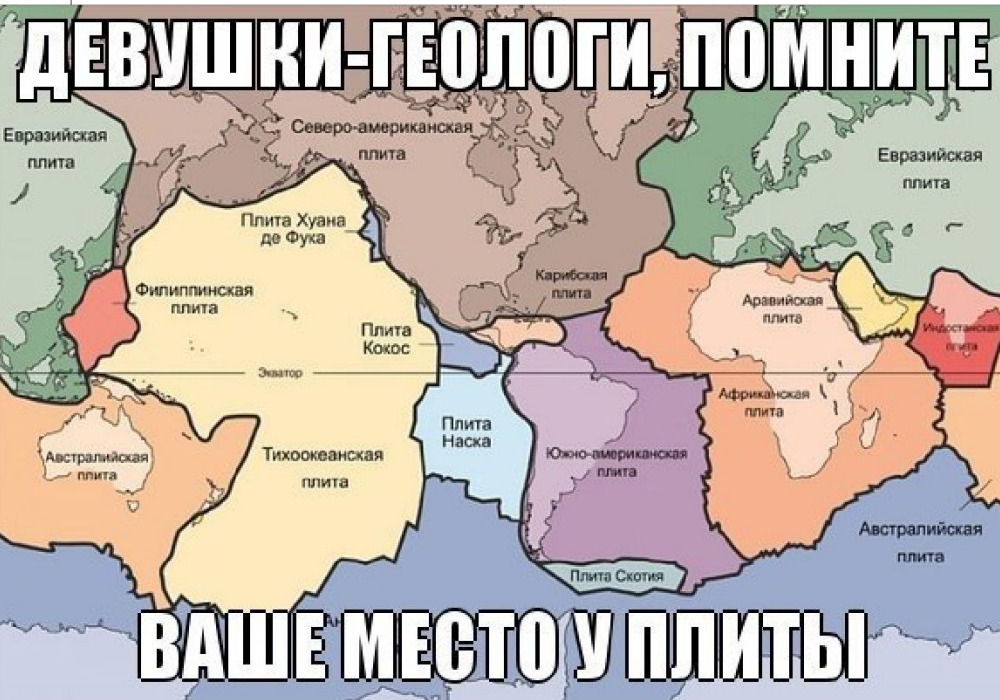 ДЕВУШКИ-ГЕОЛОГИ, ПОМНИТЕ
Евразийская
плита
Северо-американская
плита
Евразийская
плита
Плита Хуана
де Фука
Филиппинская
плита
Карибская
плита
Аравийская
плита
Индостанская
плита
Плита
Кокос
Экватор
Африканская
плита
Плита
Наска
Австралийская
плита
Тихоокеанская
плита
Южно-американская
плита
Австралийская
плита
Плита Скотия
ВАШЕ МЕСТО У ПЛИТЫ